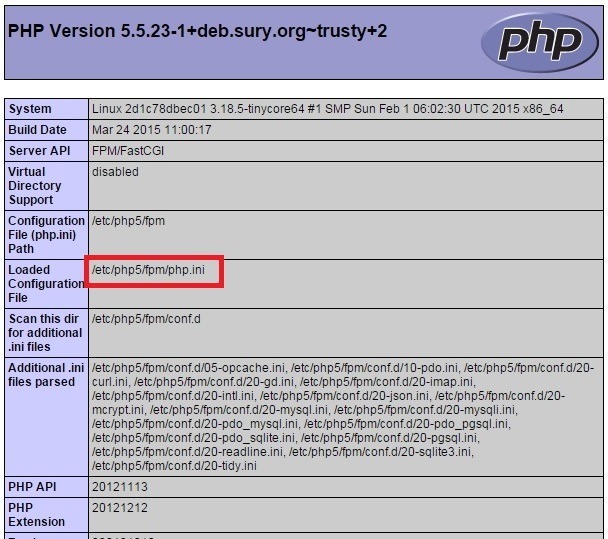 PHP Version 5.5.23-1+deb.sury.org~trusty+2
php
System Linux 2d1c78dbec01 3.18.5-tinycore64 #1 SMP Sun Feb 1 06:02:30 UTC 2015 x86_64
Build Date Mar 24 2015 11:00:17
Server API FPM/FastCGI
Virtual disabled
Directory
Support
Configuration /etc/php5/fpm
File (php.ini)
Path
Loaded /etc/php5/fpm/php.ini
Configuration
File
Scan this dir /etc/php5/fpm/conf.d
for additional
.ini files
Additional .ini /etc/php5/fpm/conf.d/05-opcache.ini, /etc/php5/fpm/conf.d/10-pdo.ini, /etc/php5/fpm/conf.d/20-
files parsed curl.ini, /etc/php5/fpm/conf.d/20-gd.ini, /etc/php5/fpm/conf.d/20-imap.ini,
/etc/php5/fpm/conf.d/20-intl.ini, /etc/php5/fpm/conf.d/20-json.ini, /etc/php5/fpm/conf.d/20-
mcrypt.ini, /etc/php5/fpm/conf.d/20-mysql.ini, /etc/php5/fpm/conf.d/20-mysqli.ini,
/etc/php5/fpm/conf.d/20-pdo_mysql.ini, /etc/php5/fpm/conf.d/20-pdo_pgsql.ini,
/etc/php5/fpm/conf.d/20-pdo_sqlite.ini, /etc/php5/fpm/conf.d/20-pgsql.ini,
/etc/php5/fpm/conf.d/20-readline.ini, /etc/php5/fpm/conf.d/20-sqlite3.ini,
/etc/php5/fpm/conf.d/20-tidy.ini
PHP API 20121113
PHP 20121212
Extension